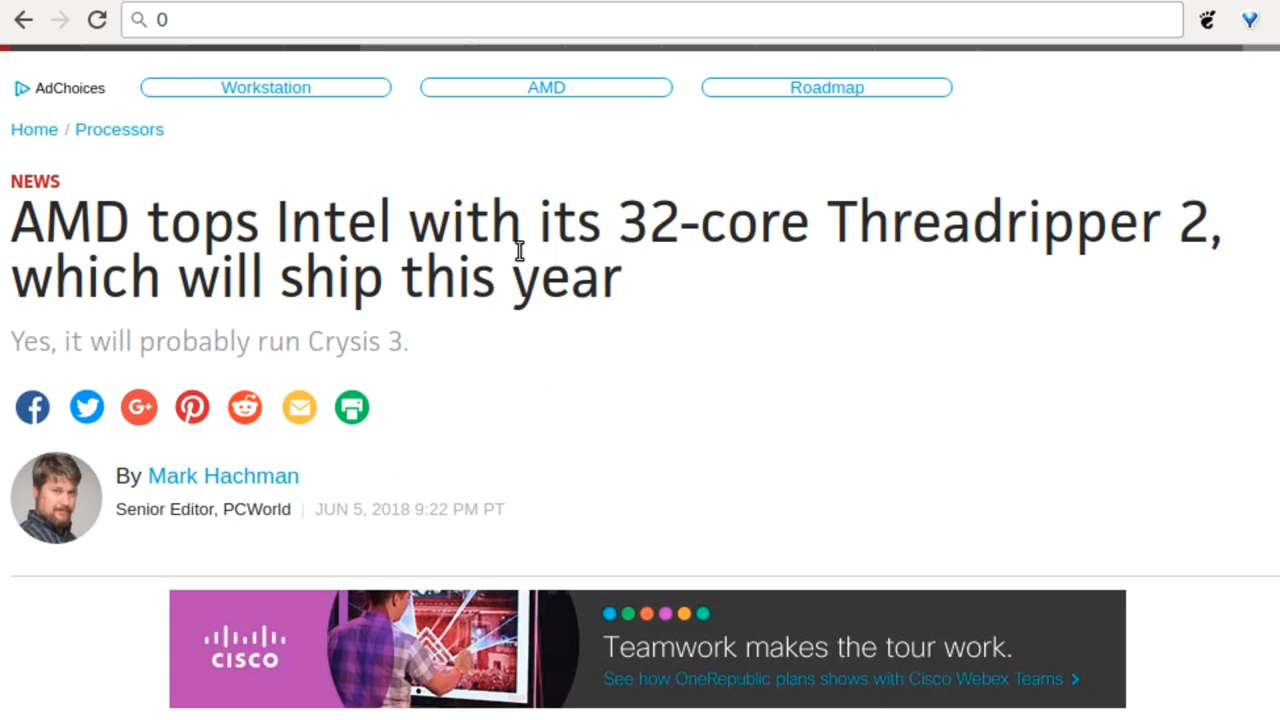 0
AdChoices
Workstation
AMD
Roadmap
Home / Processors
NEWS
AMD tops Intel with its 32-core Threadripper 2,
which will ship this year
Yes, it will probably run Crysis 3.
G+
By Mark Hachman
Senior Editor, PCWorld | JUN 5, 2018 9:22 PM PT
CISCO
Teamwork makes the tour work.
See how OneRepublic plans shows with Cisco Webex Teams >